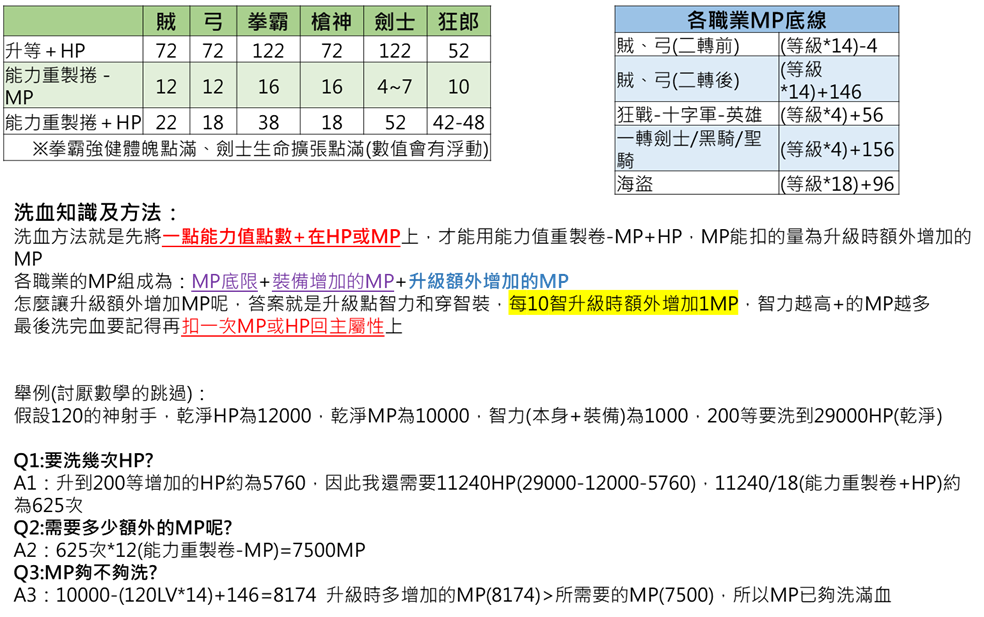 賊 弓 拳霸 槍神 劍士 狂郎
升等+HP 72 72 122 72 122 52
能力重製捲 -
MP 12 12 16 16 4~7 10
能力重製捲+HP 22 18 38 18 52 42-48
※拳霸強健體魄點滿、劍士生命擴張點滿(數值會有浮動)
各職業MP底線
賊、弓(二轉前) (等級*14)-4
賊、弓(二轉後) (等級
*14)+146
狂戰-十字軍-英雄 (等級*4)+56
一轉劍士/黑騎/聖
騎 (等級*4)+156
海盜 (等級*18)+96
洗血知識及方法：
洗血方法就是先將一點能力值點數+在HP或MP上，才能用能力值重製卷-MP+HP，MP能扣的量為升級時額外增加的
MP
各職業的MP組成為：MP底限+裝備增加的MP+升級額外增加的MP
怎麼讓升級額外增加MP呢，答案就是升級點智力和穿智裝，每10智升級時額外增加1MP，智力越高+的MP越多
最後洗完血要記得再扣一次MP或HP回主屬性上
舉例(討厭數學的跳過)：
假設120的神射手，乾淨HP為12000，乾淨MP為10000，智力(本身+裝備)為1000，200等要洗到29000HP(乾淨)
Q1:要洗幾次HP?
A1：升到200等增加的HP約為5760，因此我還需要11240HP(29000-12000-5760)，11240/18(能力重製卷+HP)約
為625次
Q2:需要多少額外的MP呢?
A2：625次*12(能力重製卷-MP)=7500MP
Q3:MP夠不夠洗?
A3：10000-(120LV*14)+146=8174 升級時多增加的MP(8174)>所需要的MP(7500)，所以MP已夠洗滿血